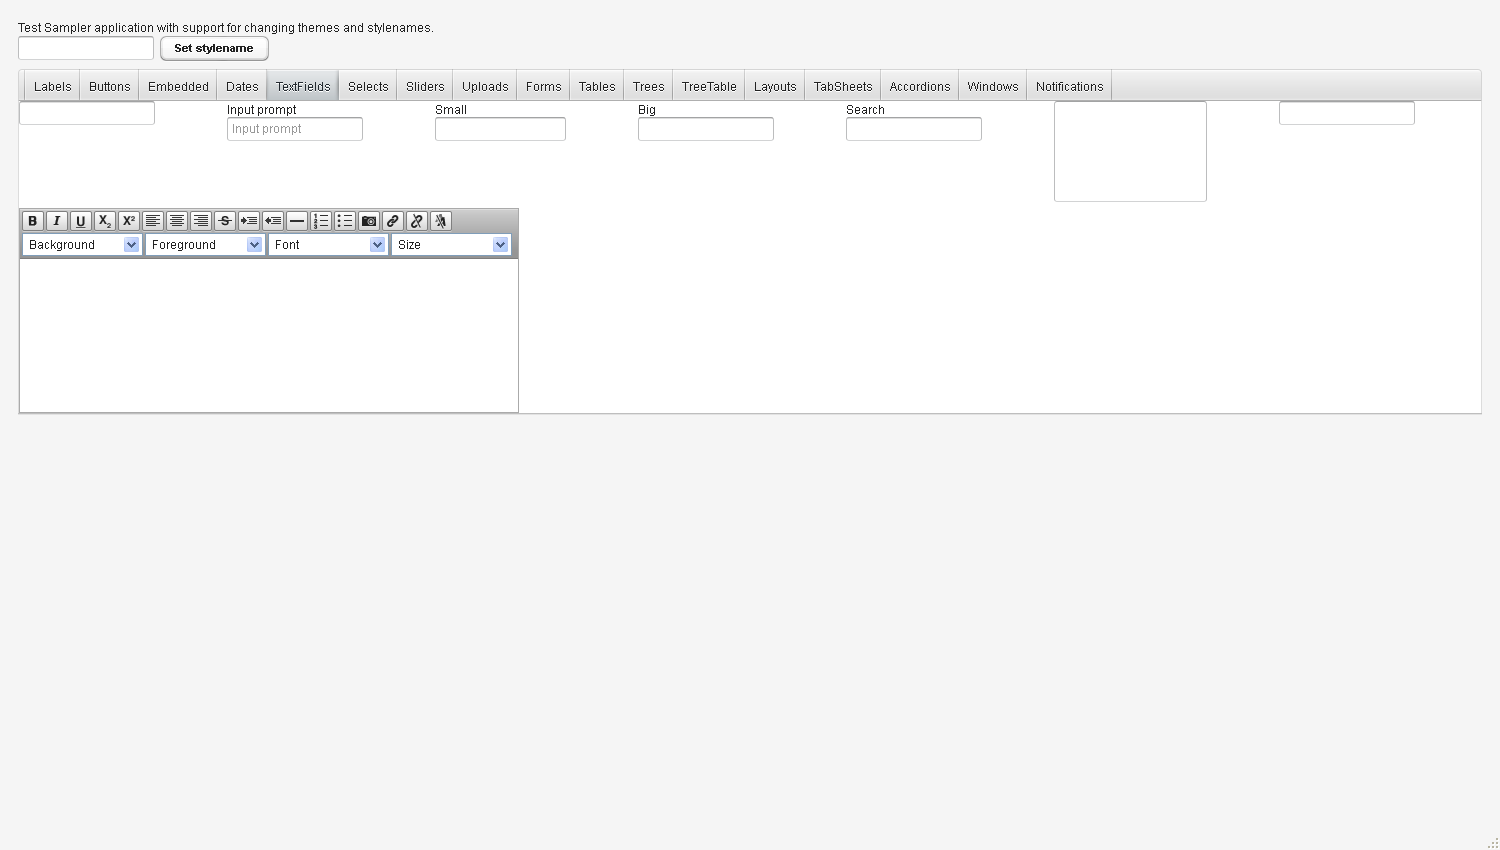 Test Sampler application with support for changing themes and stylenames.
Set stylename
Labels Buttons Embedded Dates TextFields Selects Sliders Uploads Forms Tables Trees TreeTable Layouts TabSheets Accordions Windows Notifications
Input prompt Small Big Search
Input prompt
B I U X₂ X² S
Background Foreground Font Size